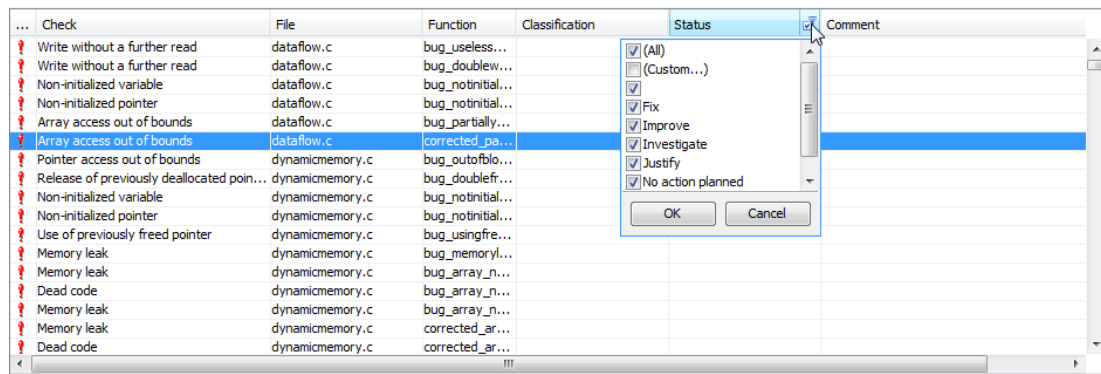 ... Check File Function Classification Status Comment
Write without a further read dataflow.c bug_useless...
Write without a further read dataflow.c bug_doublew...
Non-initialized variable dataflow.c bug_notinitial...
Non-initialized pointer dataflow.c bug_notinitial...
Array access out of bounds dataflow.c bug_partially...
Array access out of bounds dataflow.c corrected_pa...
Pointer access out of bounds dynamicmemory.c bug_outofblo...
Release of previously deallocated poin... dynamicmemory.c bug_doublefr...
Non-initialized variable dynamicmemory.c bug_notinitial...
Non-initialized pointer dynamicmemory.c bug_notinitial...
Use of previously freed pointer dynamicmemory.c bug_usingfre...
Memory leak dynamicmemory.c bug_memoryl...
Memory leak dynamicmemory.c bug_array_n...
Dead code dynamicmemory.c bug_array_n...
Memory leak dynamicmemory.c bug_array_n...
Memory leak dynamicmemory.c corrected_ar...
Dead code dynamicmemory.c corrected_ar...
(All)
(Custom...)
Fix
Improve
Investigate
Justify
No action planned
OK Cancel